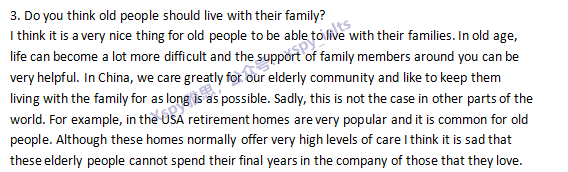 3. Do you think old people should live with their family?
I think it is a very nice thing for old people to be able to live with their families. In old age,
life can become a lot more difficult and the support of family members around you can be
very helpful. In China, we care greatly for our elderly community and like to keep them
living with the family for as long is as possible. Sadly, this is not the case in other parts of the
world. For example, in the USA retirement homes are very popular and it is common for old
people. Although these homes normally offer very high levels of care I think it is sad that
these elderly people cannot spend their final years in the company of those that they love.